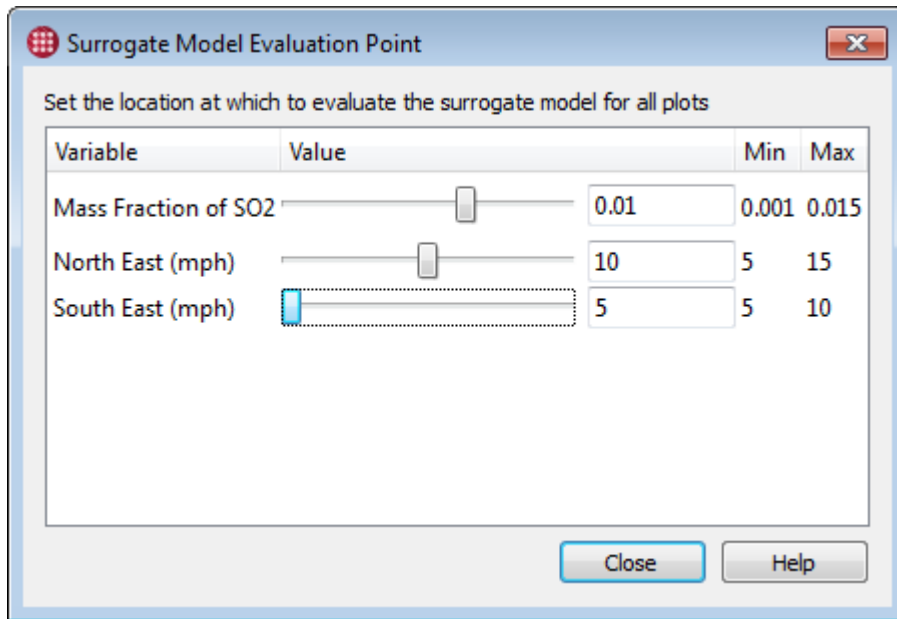 Surrogate Model Evaluation Point
Set the location at which to evaluate the surrogate model for all plots
Variable Value Min Max
Mass Fraction of SO2 0.01 0.001 0.015
North East (mph) 10 5 15
South East (mph) 5 5 10
Close Help